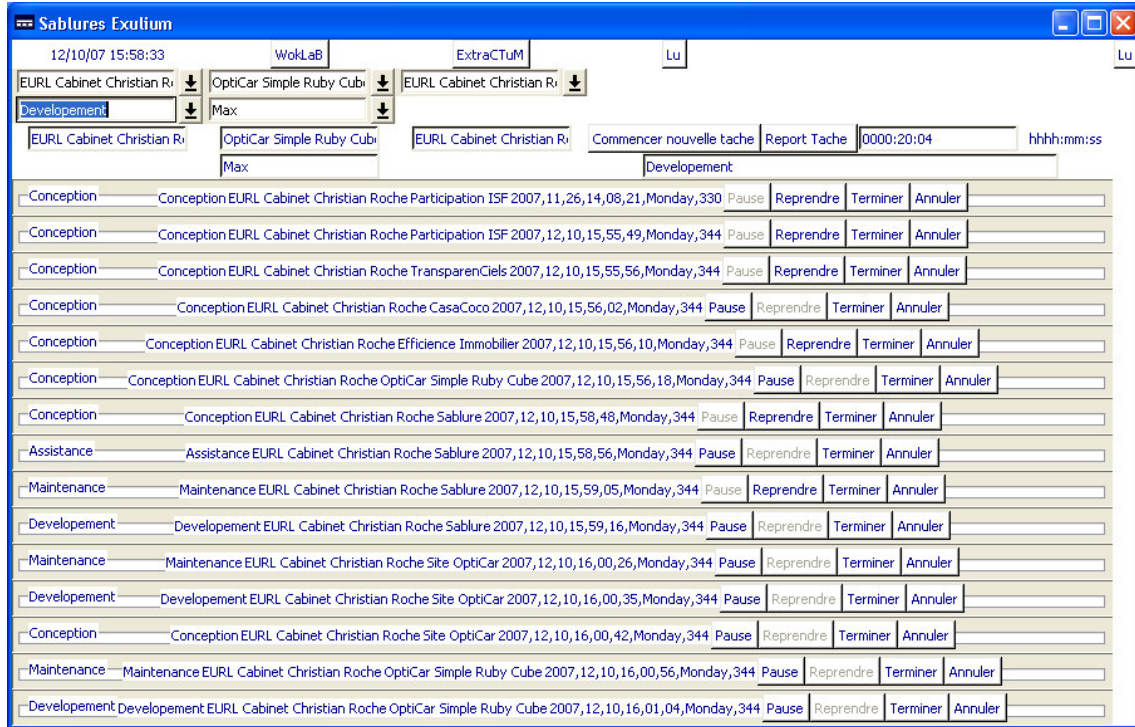 Sablures Exulium
12/10/07 15:58:33 WokLaB ExtraCTuM Lu Lu
EURL Cabinet Christian R OptiCar Simple Ruby Cub EURL Cabinet Christian R
Developement Max
EURL Cabinet Christian R OptiCar Simple Ruby Cub EURL Cabinet Christian R Commencer nouvelle tache Report Tache 0000:20:04 hhhh:mm:ss
Max Developement
Conception Conception EURL Cabinet Christian Roche Participation ISF 2007,11,26,14,08,21,Monday,330 Pause Reprendre Terminer Annuler
Conception Conception EURL Cabinet Christian Roche Participation ISF 2007,12,10,15,55,49,Monday,344 Pause Reprendre Terminer Annuler
Conception Conception EURL Cabinet Christian Roche TransparenCiels 2007,12,10,15,55,56,Monday,344 Pause Reprendre Terminer Annuler
Conception Conception EURL Cabinet Christian Roche CasaCoco 2007,12,10,15,56,02,Monday,344 Pause Reprendre Terminer Annuler
Conception Conception EURL Cabinet Christian Roche Efficience Immobilier 2007,12,10,15,56,10,Monday,344 Pause Reprendre Terminer Annuler
Conception Conception EURL Cabinet Christian Roche OptiCar Simple Ruby Cube 2007,12,10,15,56,18,Monday,344 Pause Reprendre Terminer Annuler
Conception Conception EURL Cabinet Christian Roche Sablure 2007,12,10,15,58,48,Monday,344 Pause Reprendre Terminer Annuler
Assistance Assistance EURL Cabinet Christian Roche Sablure 2007,12,10,15,58,56,Monday,344 Pause Reprendre Terminer Annuler
Maintenance Maintenance EURL Cabinet Christian Roche Sablure 2007,12,10,15,59,05,Monday,344 Pause Reprendre Terminer Annuler
Developement Developement EURL Cabinet Christian Roche Sablure 2007,12,10,15,59,16,Monday,344 Pause Reprendre Terminer Annuler
Maintenance Maintenance EURL Cabinet Christian Roche Site OptiCar 2007,12,10,16,00,26,Monday,344 Pause Reprendre Terminer Annuler
Developement Developement EURL Cabinet Christian Roche Site OptiCar 2007,12,10,16,00,35,Monday,344 Pause Reprendre Terminer Annuler
Conception Conception EURL Cabinet Christian Roche Site OptiCar 2007,12,10,16,00,42,Monday,344 Pause Reprendre Terminer Annuler
Maintenance Maintenance EURL Cabinet Christian Roche OptiCar Simple Ruby Cube 2007,12,10,16,00,56,Monday,344 Pause Reprendre Terminer Annuler
Developement Developement EURL Cabinet Christian Roche OptiCar Simple Ruby Cube 2007,12,10,16,01,04,Monday,344 Pause Reprendre Terminer Annuler